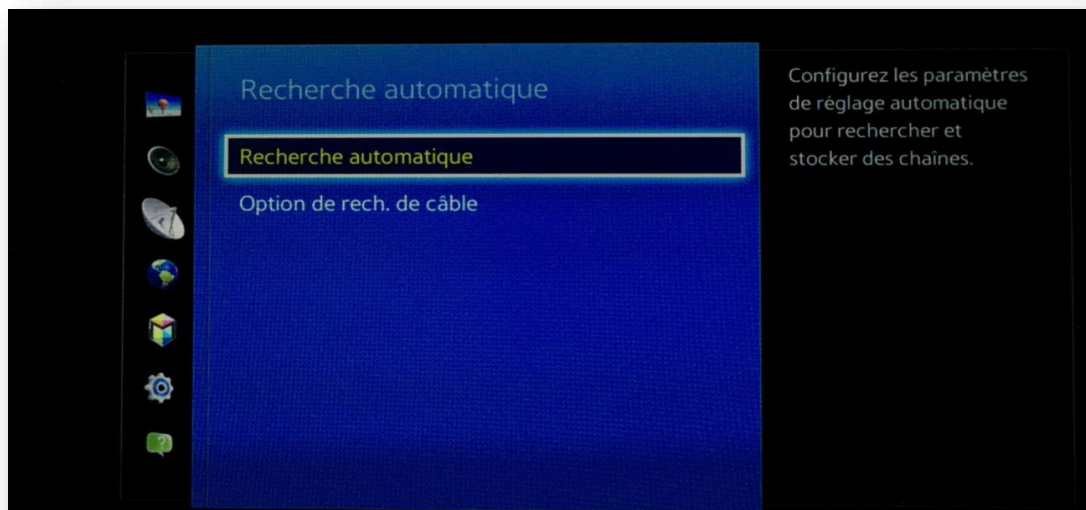 Recherche automatique
Recherche automatique
Option de rech. de câble
Configurez les paramètres
de réglage automatique
pour rechercher et
stocker des chaînes.
?